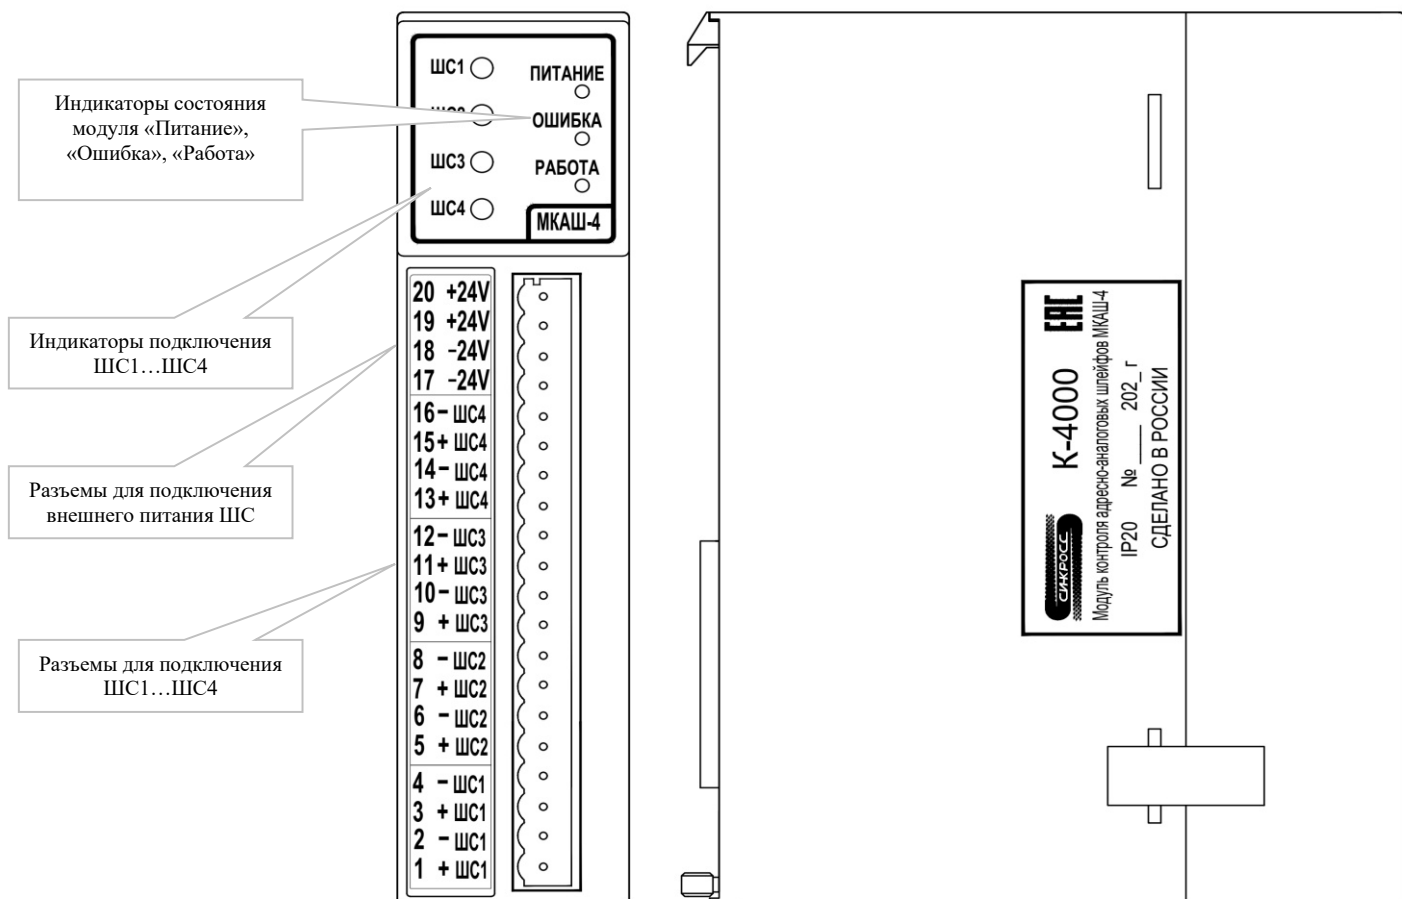 Индикаторы состояния
модуля «Питание»,
«Ошибка», «Работа»
Индикаторы подключения
ШС1…ШС4
Разъемы для подключения
внешнего питания ШС
Разъемы для подключения
ШС1…ШС4
ШС1
ШС3
ШС4
ПИТАНИЕ
ОШИБКА
РАБОТА
МКАШ-4
20 +24V
19 +24V
18 –24V
17 –24V
16 – ШС4
15 + ШС4
14 – ШС4
13 + ШС4
12 – ШС3
11 + ШС3
10 – ШС3
9 + ШС3
8 – ШС2
7 + ШС2
6 – ШС2
5 + ШС2
4 – ШС1
3 + ШС1
2 – ШС1
1 + ШС1
СИНКРОСС К-4000 ЕАС
Модуль контроля адресно-аналоговых шлейфов МКАШ-4
IP20 № ____ 202_ г
СДЕЛАНО В РОССИИ